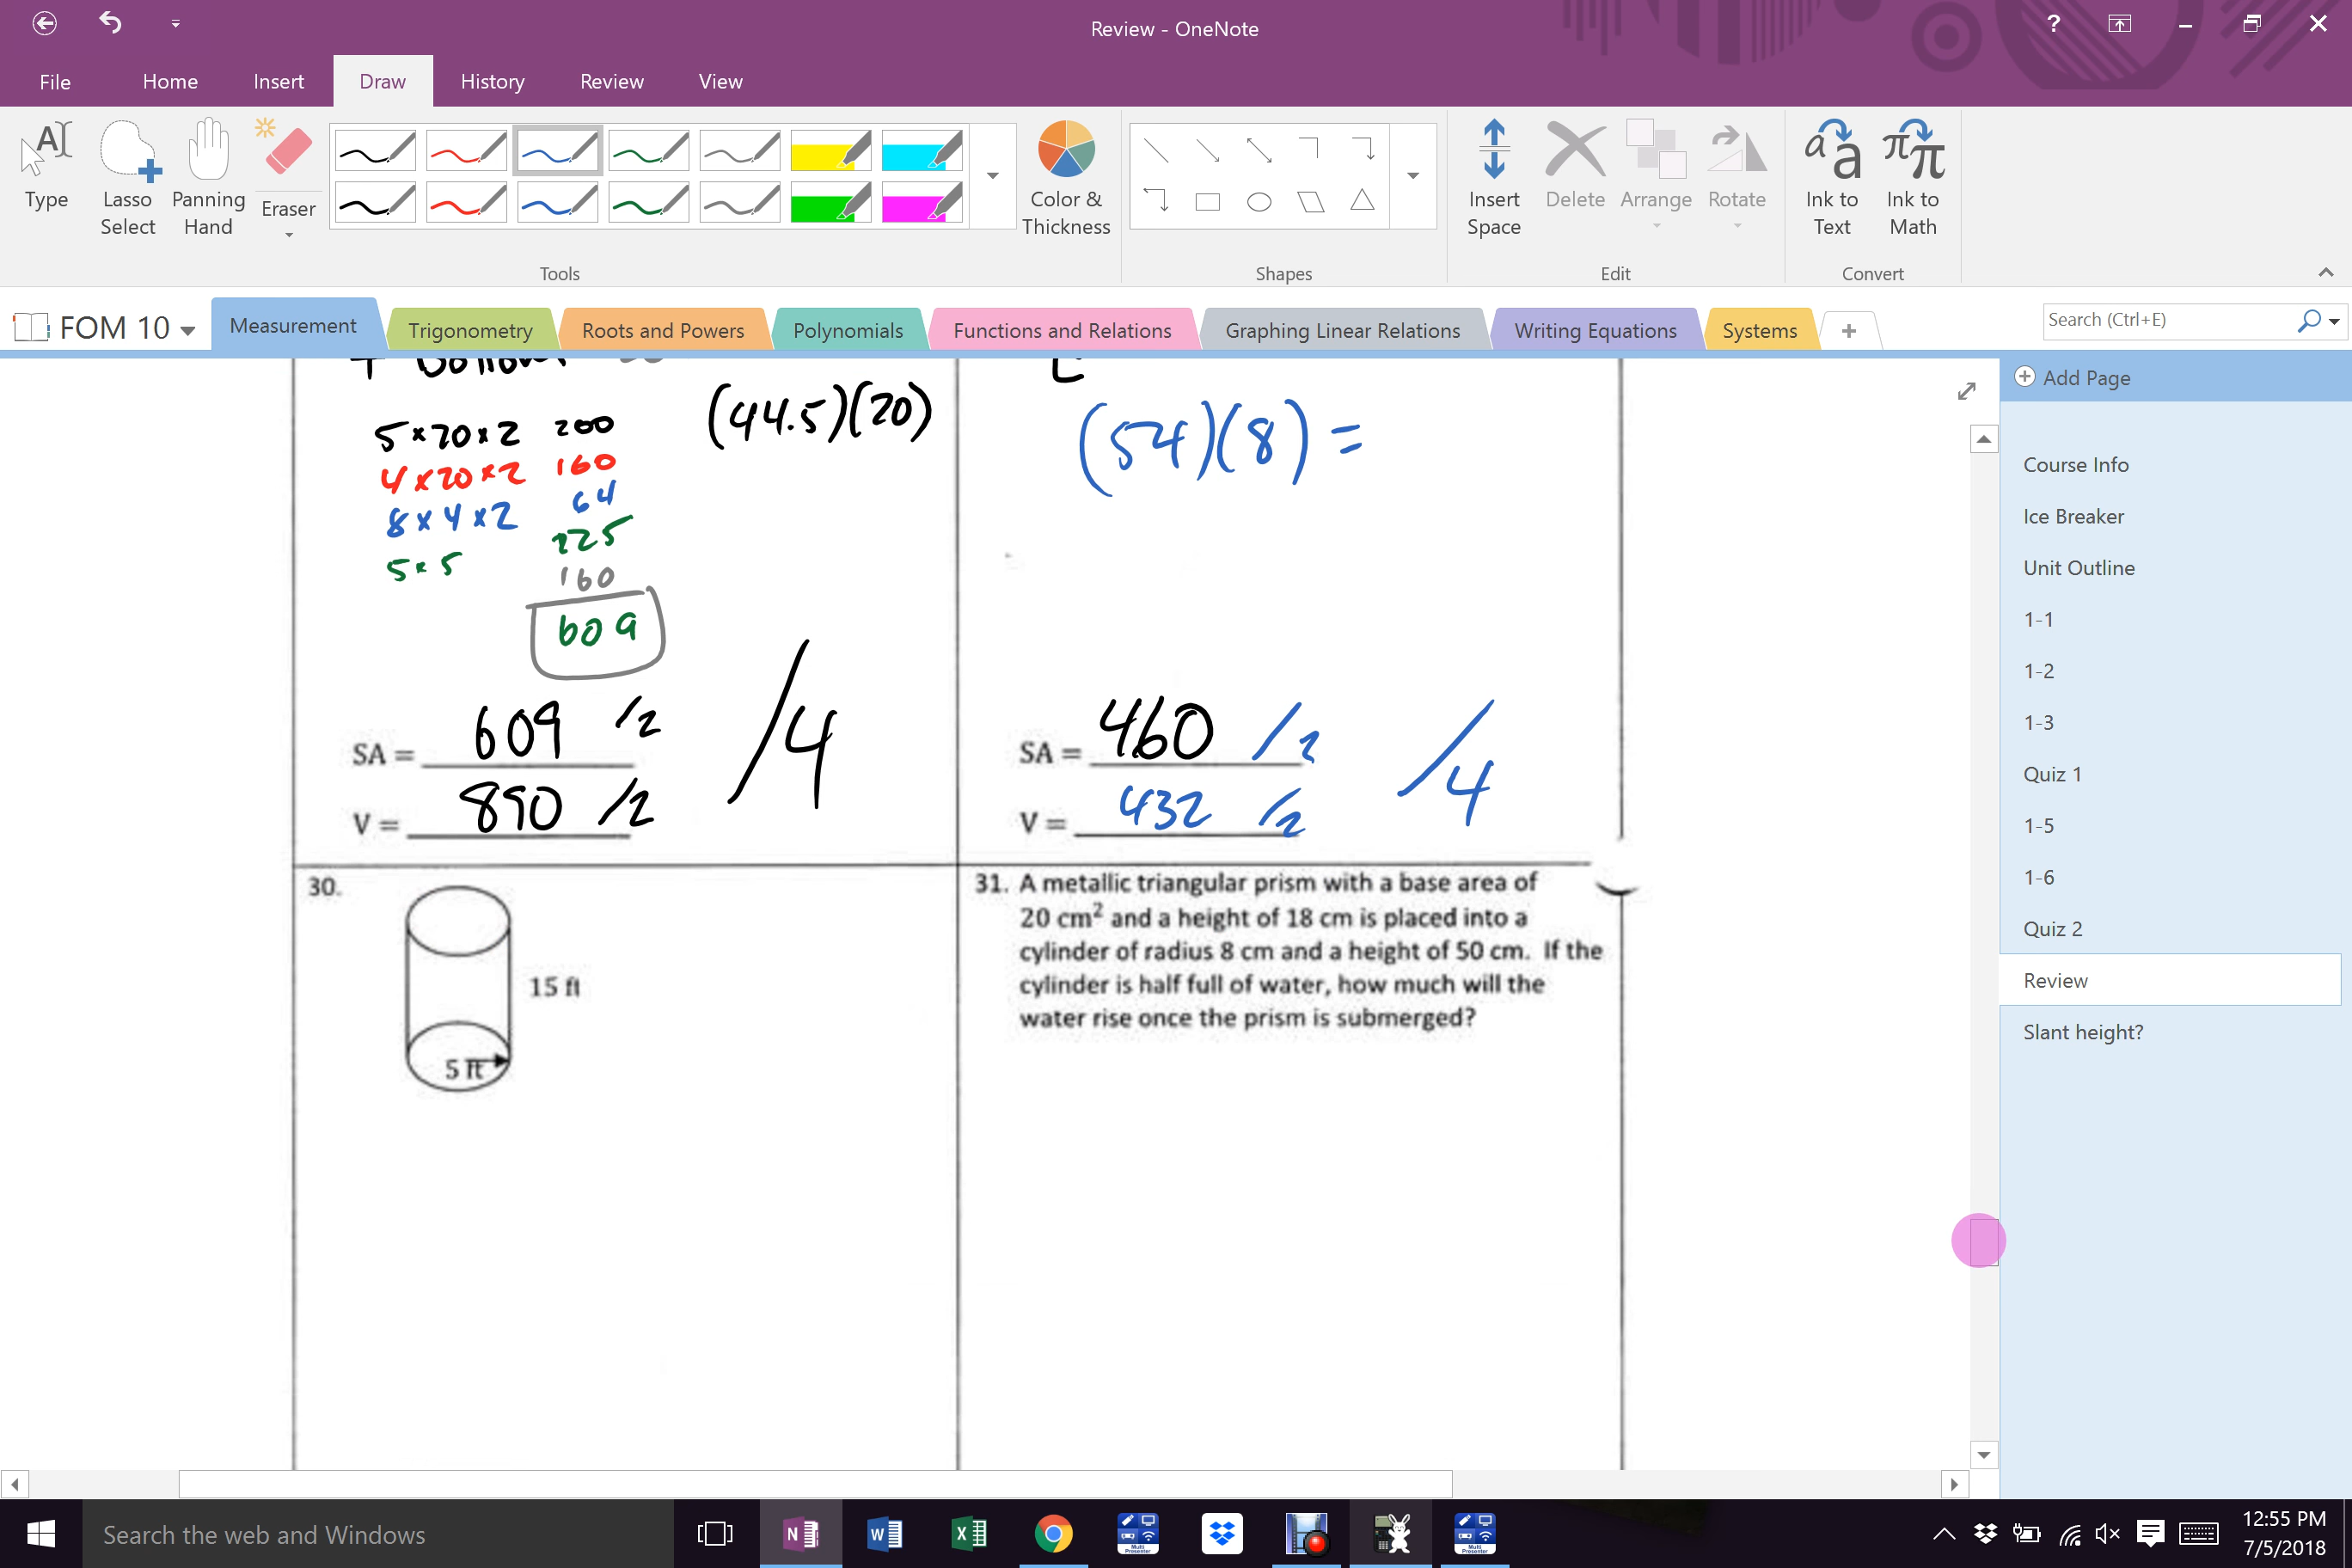 Review - OneNote
File Home Insert Draw History Review View
Type
Lasso Select
Panning Hand
Eraser
Color & Thickness
Insert Space
Delete
Arrange
Rotate
Ink to Text
Ink to Math
Tools Shapes Edit Convert
FOM 10 Measurement Trigonometry Roots and Powers Polynomials Functions and Relations Graphing Linear Relations Writing Equations Systems
Search (Ctrl+E)
Add Page
Course Info
Ice Breaker
Unit Outline
1-1
1-2
1-3
Quiz 1
1-5
1-6
Quiz 2
Review
Slant height?
5 × 20 × 2 200
4 × 20 × 2 160
8 × 4 × 2 64
5 × 5
160
609
(44.5)(20)
SA = 609 /2
V = 890 /2
/4
(54)(8) =
SA = 460 /2
V = 432 /2
/4
30.
15 ft
5 ft
31. A metallic triangular prism with a base area of
20 cm² and a height of 18 cm is placed into a
cylinder of radius 8 cm and a height of 50 cm. If the
cylinder is half full of water, how much will the
water rise once the prism is submerged?
Search the web and Windows
12:55 PM
7/5/2018